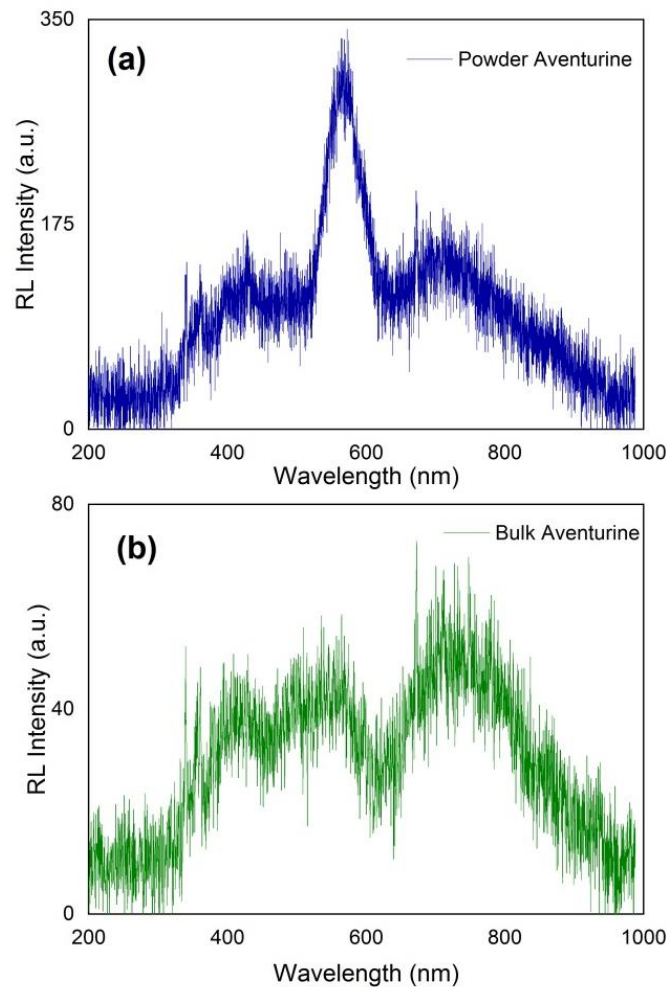 350
(a)
Powder Aventurine
RL Intensity (a.u.)
175
0
200 400 600 800 1000
Wavelength (nm)
80
(b)
Bulk Aventurine
RL Intensity (a.u.)
40
0
200 400 600 800 1000
Wavelength (nm)